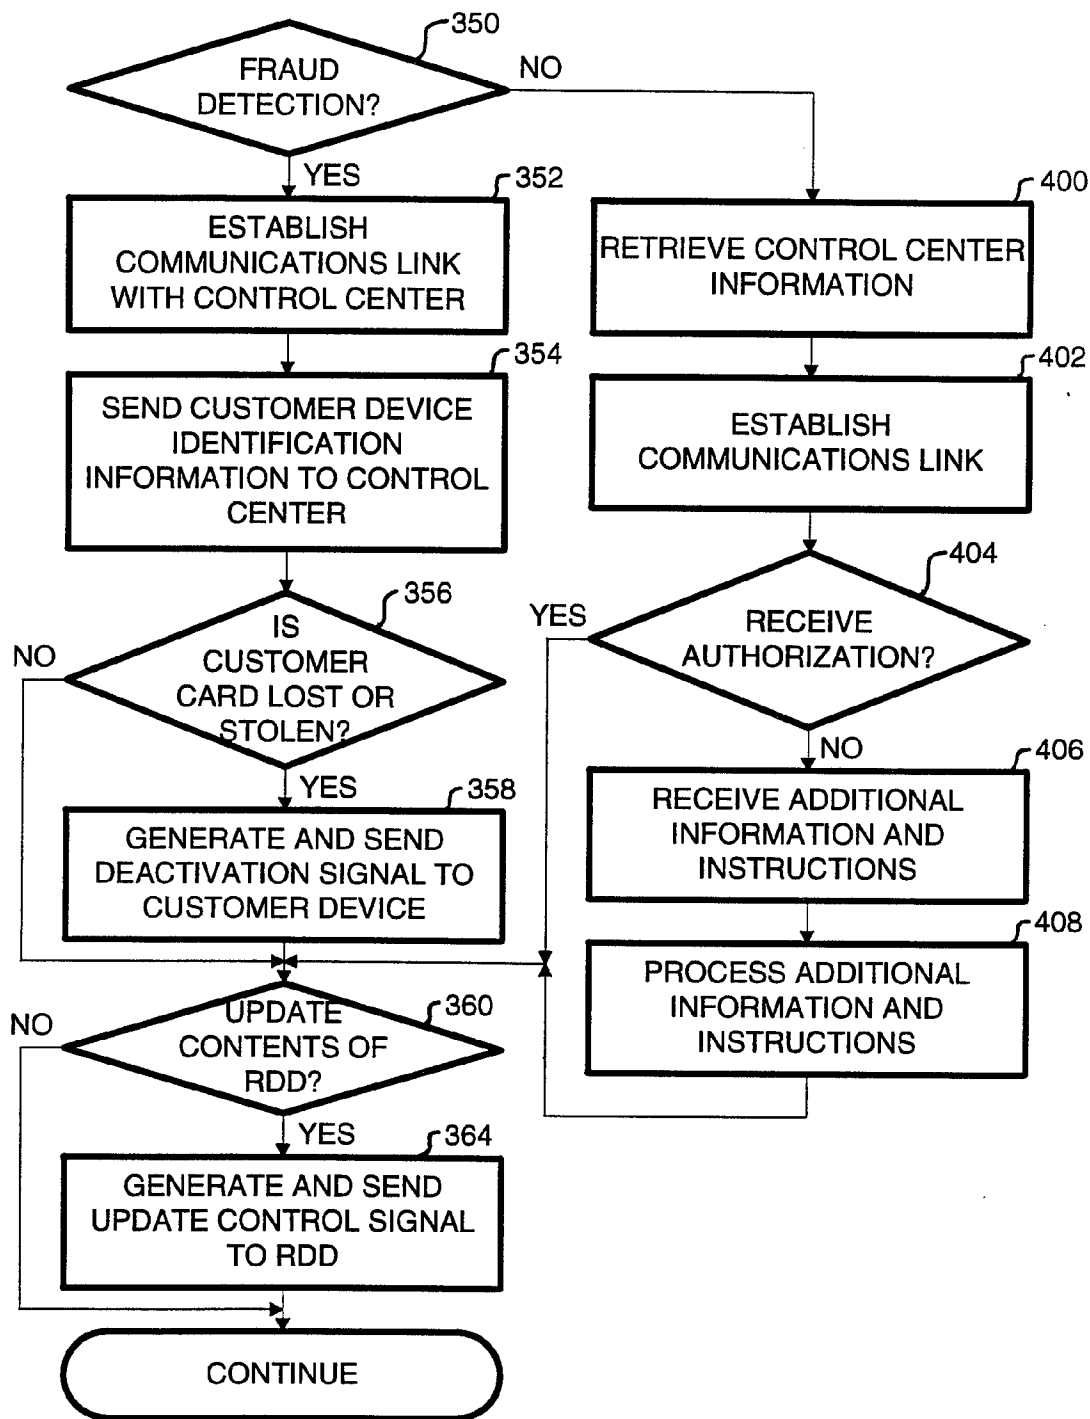 350
FRAUD
DETECTION?
NO
YES
352
ESTABLISH
COMMUNICATIONS LINK
WITH CONTROL CENTER
354
SEND CUSTOMER DEVICE
IDENTIFICATION
INFORMATION TO CONTROL
CENTER
356
IS
CUSTOMER
CARD LOST OR
STOLEN?
NO
YES
358
GENERATE AND SEND
DEACTIVATION SIGNAL TO
CUSTOMER DEVICE
360
UPDATE
CONTENTS OF
RDD?
NO
YES
364
GENERATE AND SEND
UPDATE CONTROL SIGNAL
TO RDD
CONTINUE
400
RETRIEVE CONTROL CENTER
INFORMATION
402
ESTABLISH
COMMUNICATIONS LINK
404
RECEIVE
AUTHORIZATION?
YES
NO
406
RECEIVE ADDITIONAL
INFORMATION AND
INSTRUCTIONS
408
PROCESS ADDITIONAL
INFORMATION AND
INSTRUCTIONS